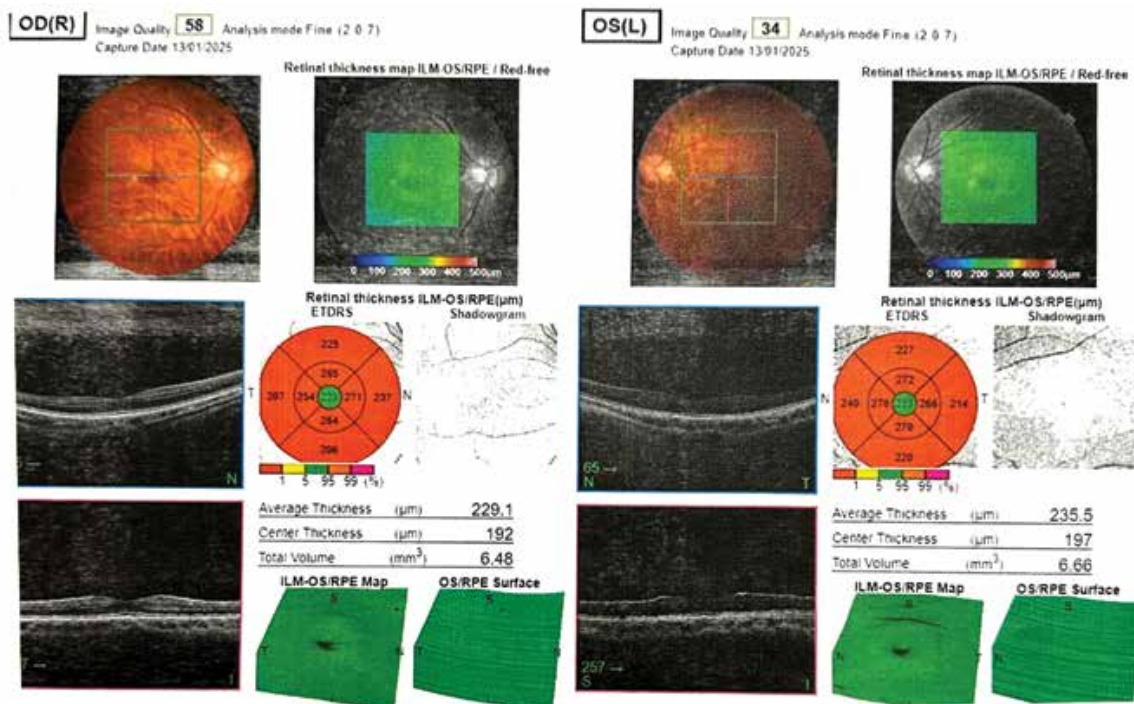 OD(R)
Image Quality 58 Analysis mode Fine (2 0 7)
Capture Date 13/01/2025
Retinal thickness map ILM-OS/RPE / Red-free
0 100 200 300 400 500µm
Retinal thickness ILM-OS/RPE(µm)
ETDRS
Shadowgram
225
265
T
207 254 271 237
N
264
206
N
1 5 95 99 (%)
Average Thickness (µm) 229.1
Center Thickness (µm) 192
Total Volume (mm³) 6.48
ILM-OS/RPE Map
OS/RPE Surface
S
S
T
N
I
OS(L)
Image Quality 34 Analysis mode Fine (2 0 7)
Capture Date 13/01/2025
Retinal thickness map ILM-OS/RPE / Red-free
0 100 200 300 400 500µm
Retinal thickness ILM-OS/RPE(µm)
ETDRS
Shadowgram
227
272
N
240 278 266 214
T
270
220
65
N
T
1 5 95 99 (%)
Average Thickness (µm) 235.5
Center Thickness (µm) 197
Total Volume (mm³) 6.66
ILM-OS/RPE Map
OS/RPE Surface
S
S
N
T
257
S
I